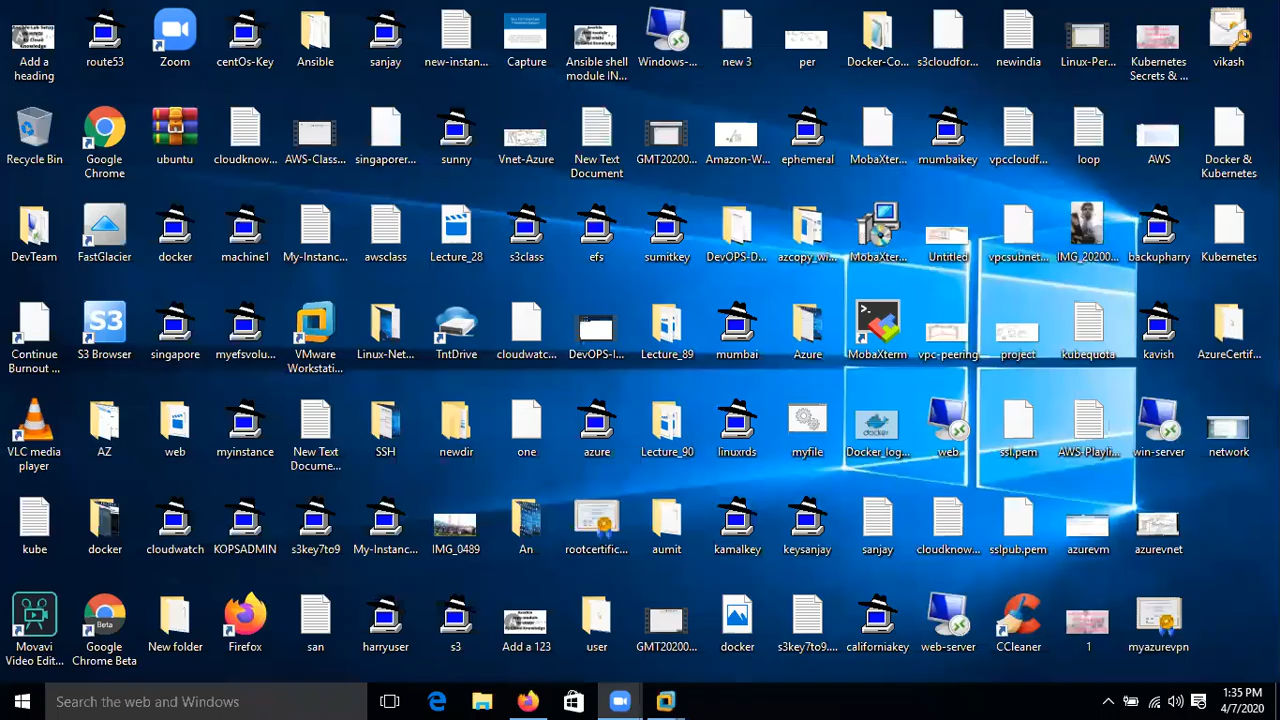 Add a heading
route53
Zoom
centOs-Key
Ansible
sanjay
new-instan...
Capture
Ansible shell module IN...
Windows-...
new 3
per
Docker-Co...
s3cloudfor...
newindia
Linux-Per...
Kubernetes Secrets & ...
vikash
Recycle Bin
Google Chrome
ubuntu
cloudknow...
AWS-Class...
singaporer...
sunny
Vnet-Azure
New Text Document
GMT20200...
Amazon-W...
ephemeral
MobaXter...
mumbaikey
vpccloudf...
loop
AWS
Docker & Kubernetes
DevTeam
FastGlacier
docker
machine1
My-Instanc...
awsclass
Lecture_28
s3class
efs
sumitkey
DevOPS-D...
azcopy_wi...
MobaXter...
Untitled
vpcsubnet...
IMG_20200...
backupharry
Kubernetes
Continue Burnout ...
S3 Browser
singapore
myefsvolu...
VMware Workstati...
Linux-Net...
TntDrive
cloudwatc...
DevOPS-I...
Lecture_89
mumbai
Azure
MobaXterm
vpc-peering
project
kubequota
kavish
AzureCertif...
VLC media player
AZ
web
myinstance
New Text Docume...
SSH
newdir
one
azure
Lecture_90
linuxrds
myfile
Docker_log...
web
ssl.pem
AWS-Playli...
win-server
network
kube
docker
cloudwatch
KOPSADMIN
s3key7to9
My-Instanc...
IMG_0489
An
rootcertific...
aumit
kamalkey
keysanjay
sanjay
cloudknow...
sslpub.pem
azurevm
azurevnet
Movavi Video Edit...
Google Chrome Beta
New folder
Firefox
san
harryuser
s3
Add a 123
user
GMT20200...
docker
s3key7to9...
californiakey
web-server
CCleaner
1
myazurevpn
Search the web and Windows
1:35 PM
4/7/2020